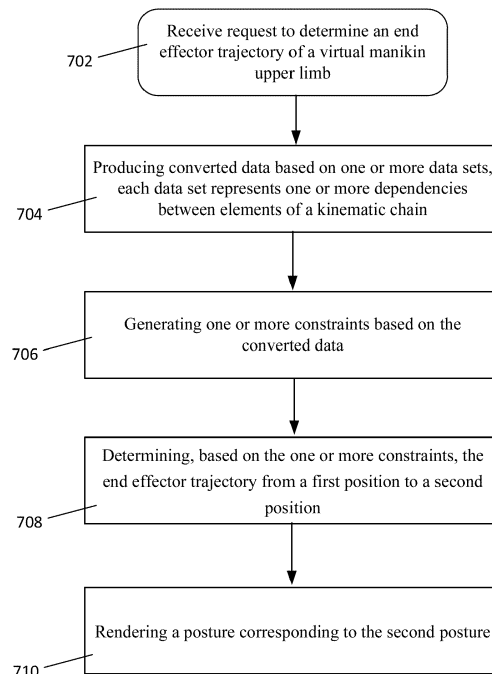 Receive request to determine an end
effector trajectory of a virtual manikin
upper limb
702
Producing converted data based on one or more data sets,
each data set represents one or more dependencies
between elements of a kinematic chain
704
Generating one or more constraints based on the
converted data
706
Determining, based on the one or more constraints, the
end effector trajectory from a first position to a second
position
708
Rendering a posture corresponding to the second posture
710